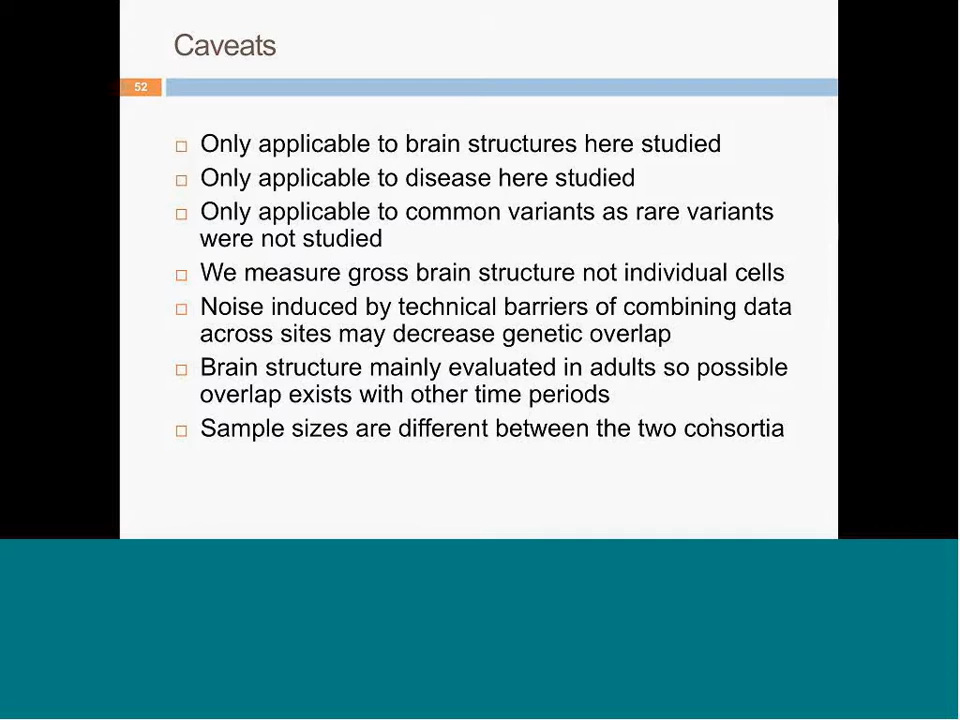 Caveats
52
Only applicable to brain structures here studied
Only applicable to disease here studied
Only applicable to common variants as rare variants
were not studied
We measure gross brain structure not individual cells
Noise induced by technical barriers of combining data
across sites may decrease genetic overlap
Brain structure mainly evaluated in adults so possible
overlap exists with other time periods
Sample sizes are different between the two consortia